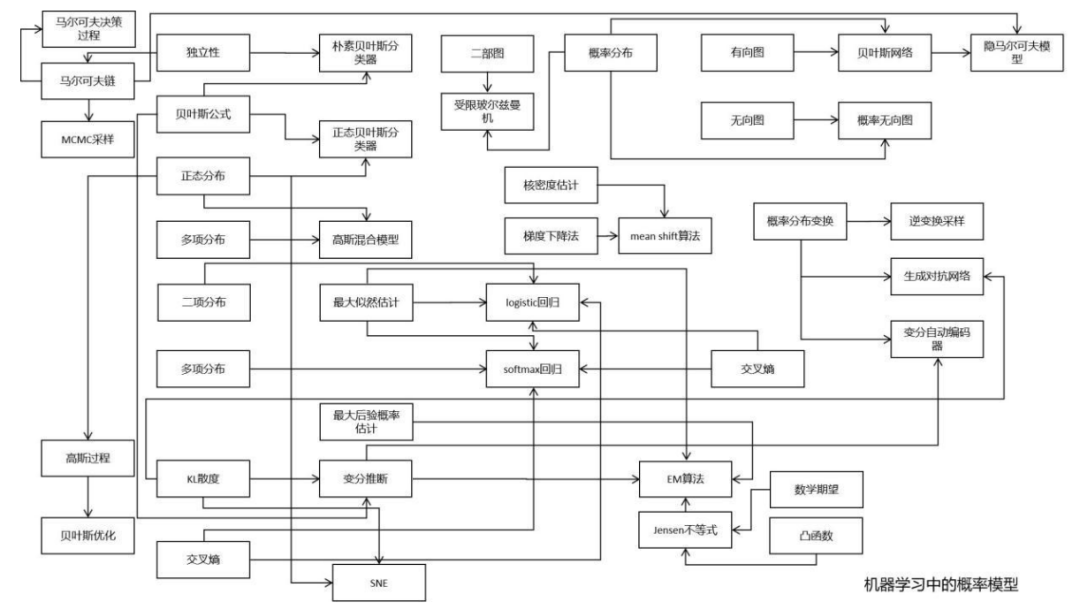 马尔可夫决策
过程
独立性
朴素贝叶斯分
类器
二部图
概率分布
有向图
贝叶斯网络
隐马尔可夫模
型
马尔可夫链
贝叶斯公式
受限玻尔兹曼
机
无向图
概率无向图
MCMC采样
正态贝叶斯分
类器
正态分布
核密度估计
多项分布
高斯混合模型
梯度下降法
mean shift算法
概率分布变换
逆变换采样
二项分布
最大似然估计
logistic回归
生成对抗网络
多项分布
softmax回归
交叉熵
变分自动编码
器
最大后验概率
估计
高斯过程
KL散度
变分推断
EM算法
数学期望
贝叶斯优化
Jensen不等式
凸函数
交叉熵
SNE
机器学习中的概率模型